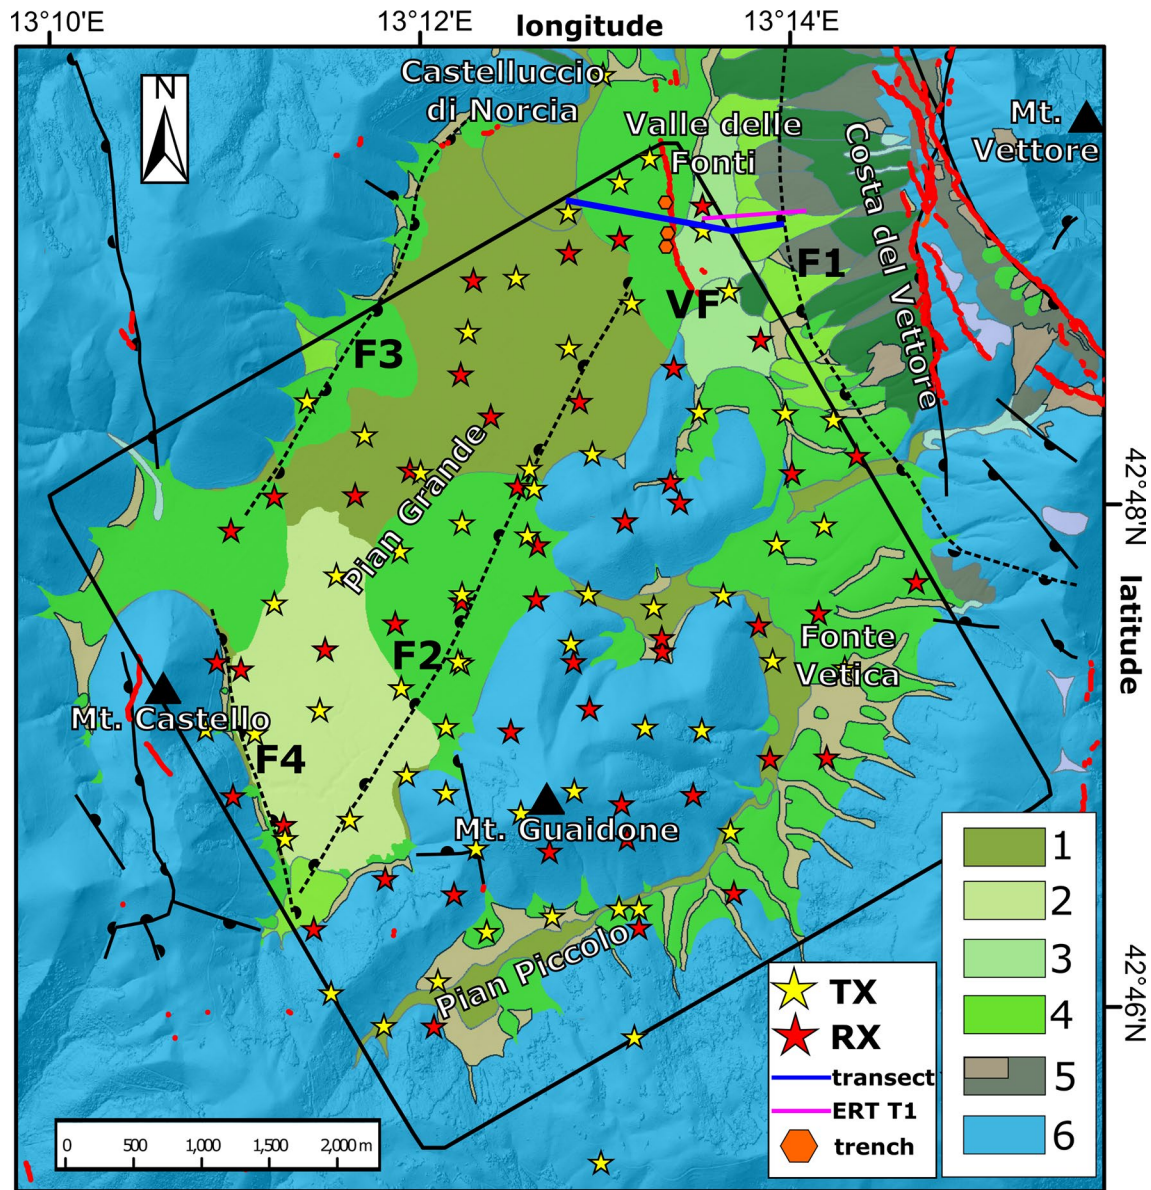 13°10'E
13°12'E
longitude
13°14'E
N
Castelluccio
di Norcia
Valle delle
Fonti
Mt.
Vettore
Costa del Vettore
F1
VF
F3
Pian Grande
42°48'N
latitude
F2
Fonte
Vetica
Mt. Castello
F4
Mt. Guaidone
Pian Piccolo
42°46'N
1
2
3
4
5
6
TX
RX
transect
ERT T1
trench
0 500 1,000 1,500 2,000 m